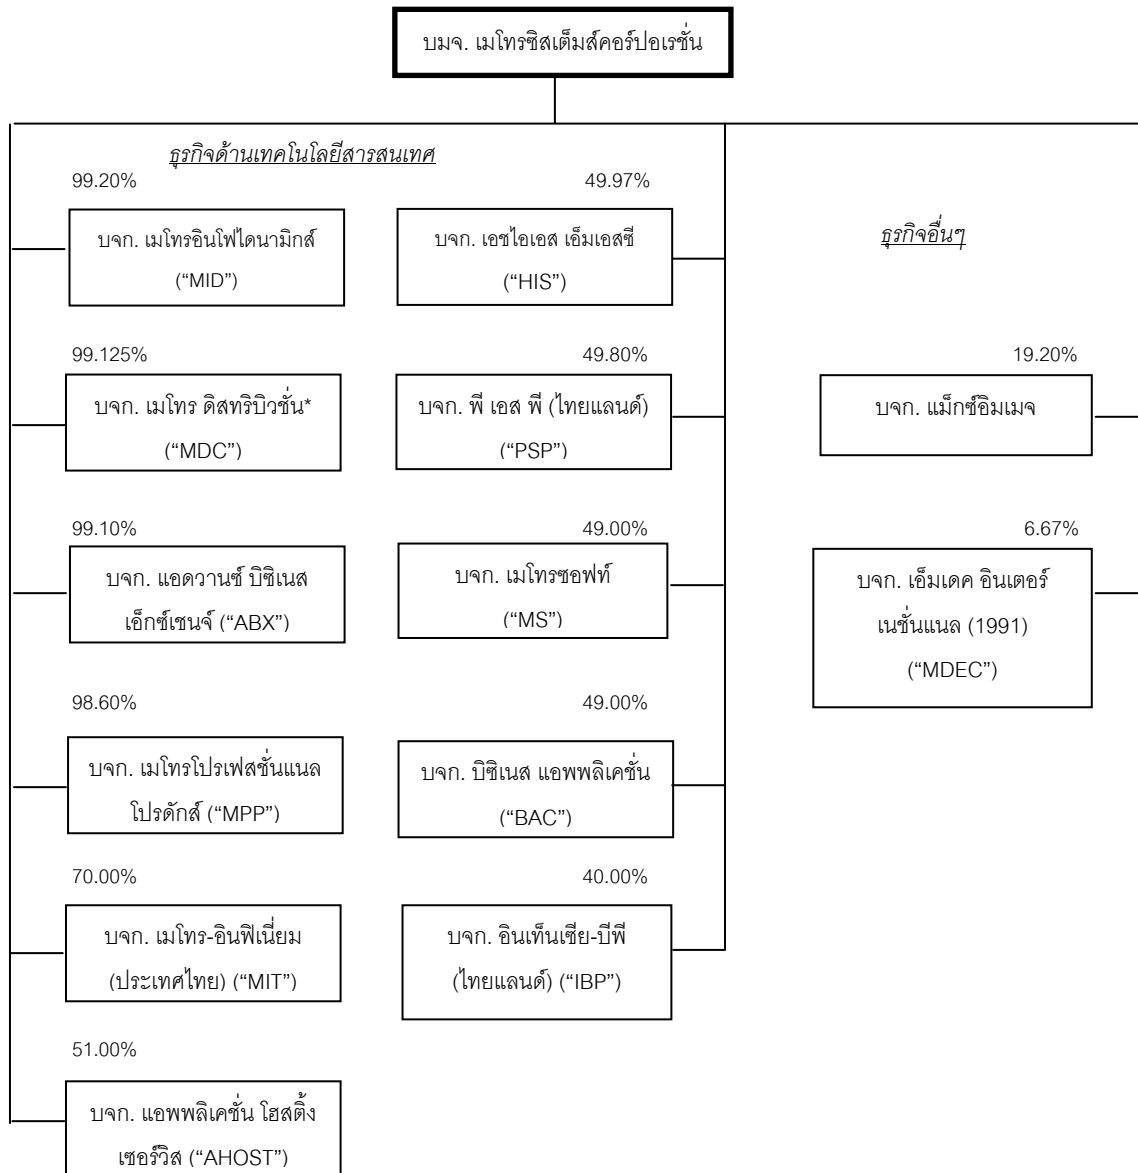 บมจ. เมโทรซิสเต็มส์คอร์ปอเรชั่น
ธุรกิจด้านเทคโนโลยีสารสนเทศ
99.20%
บจก. เมโทรอินโฟไดนามิกส์
(“MID”)
99.125%
บจก. เมโทร ดิสทริบิวชั่น*
(“MDC”)
99.10%
บจก. แอดวานซ์ บิซิเนส
เอ็กซ์เชนจ์ (“ABX”)
98.60%
บจก. เมโทรโปรเฟสชั่นแนล
โปรดักส์ (“MPP”)
70.00%
บจก. เมโทร-อินฟิเนี่ยม
(ประเทศไทย) (“MIT”)
51.00%
บจก. แอพพลิเคชั่น โฮสติ้ง
เซอร์วิส (“AHOST”)
49.97%
บจก. เอชไอเอส เอ็มเอสซี
(“HIS”)
49.80%
บจก. พี เอส พี (ไทยแลนด์)
(“PSP”)
49.00%
บจก. เมโทรซอฟท์
(“MS”)
49.00%
บจก. บิซิเนส แอพพลิเคชั่น
(“BAC”)
40.00%
บจก. อินเท็นเซีย-บีพี
(ไทยแลนด์) (“IBP”)
ธุรกิจอื่นๆ
19.20%
บจก. แม็กซ์อิมเมจ
6.67%
บจก. เอ็มเดค อินเตอร์
เนชั่นแนล (1991)
(“MDEC”)